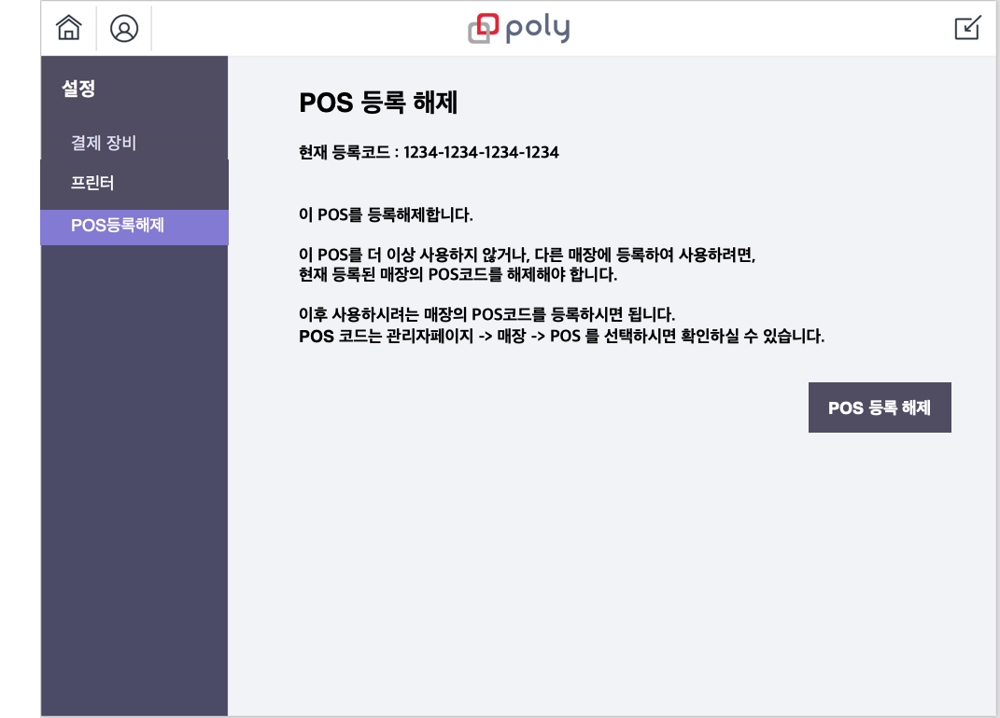 poly
설정
결제 장비
프린터
POS등록해제
POS 등록 해제
현재 등록코드 : 1234-1234-1234-1234
이 POS를 등록해제합니다.
이 POS를 더 이상 사용하지 않거나, 다른 매장에 등록하여 사용하려면,
현재 등록된 매장의 POS코드를 해제해야 합니다.
이후 사용하시려는 매장의 POS코드를 등록하시면 됩니다.
POS 코드는 관리자페이지 -> 매장 -> POS 를 선택하시면 확인하실 수 있습니다.
POS 등록 해제